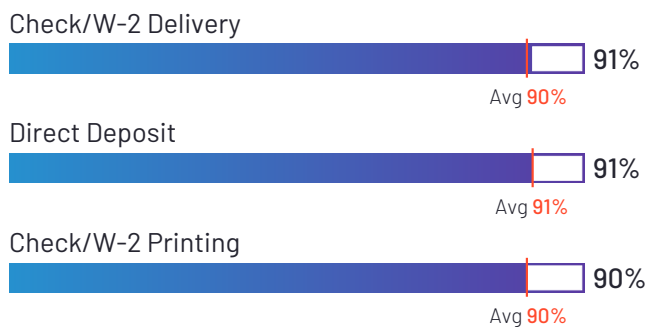 Check/W-2 Delivery
91%
Avg 90%
Direct Deposit
91%
Avg 91%
Check/W-2 Printing
90%
Avg 90%